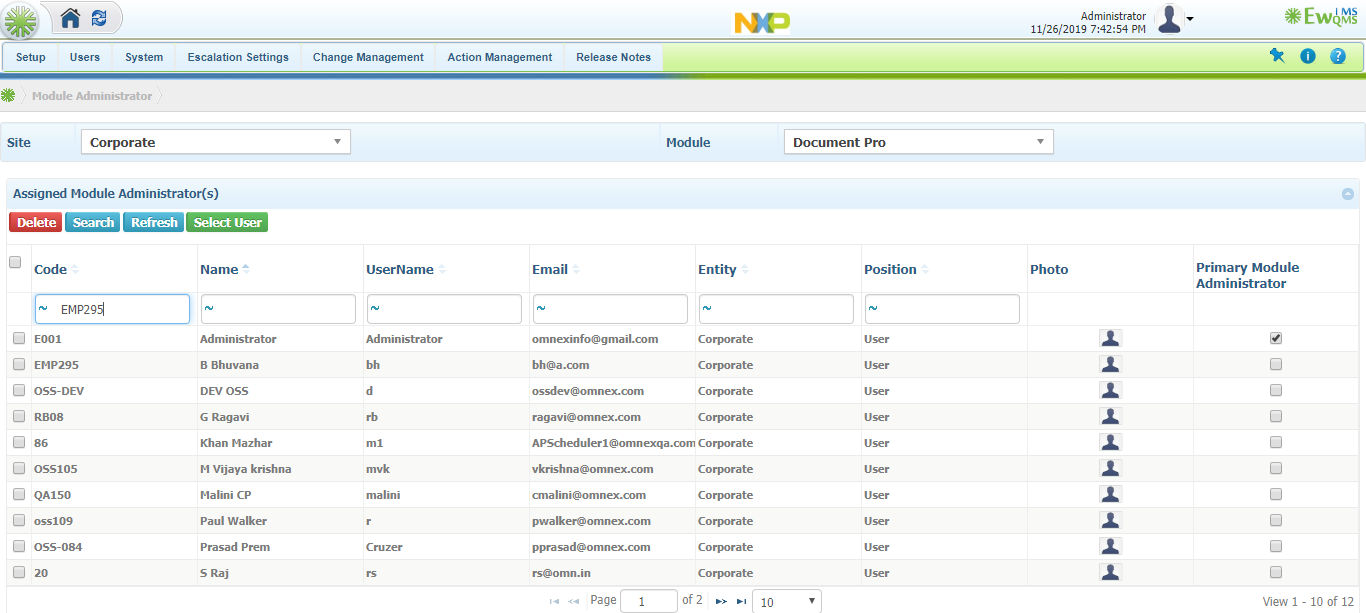 NXP
Administrator
11/26/2019 7:42:54 PM
EwQMS
iMS
Setup Users System Escalation Settings Change Management Action Management Release Notes
Module Administrator
Site Corporate Module Document Pro
Assigned Module Administrator(s)
Delete Search Refresh Select User
Code Name UserName Email Entity Position Photo Primary Module
Administrator
~ EMP295 ~ ~ ~ ~ ~
E001 Administrator Administrator omnexinfo@gmail.com Corporate User
EMP295 B Bhuvana bh bh@a.com Corporate User
OSS-DEV DEV OSS d ossdev@omnex.com Corporate User
RB08 G Ragavi rb ragavi@omnex.com Corporate User
86 Khan Mazhar m1 APScheduler1@omnexqa.com Corporate User
OSS105 M Vijaya krishna mvk vkrishna@omnex.com Corporate User
QA150 Malini CP malini cmalini@omnex.com Corporate User
oss109 Paul Walker r pwalker@omnex.com Corporate User
OSS-084 Prasad Prem Cruzer pprasad@omnex.com Corporate User
20 S Raj rs rs@omn.in Corporate User
Page 1 of 2 10 View 1 - 10 of 12